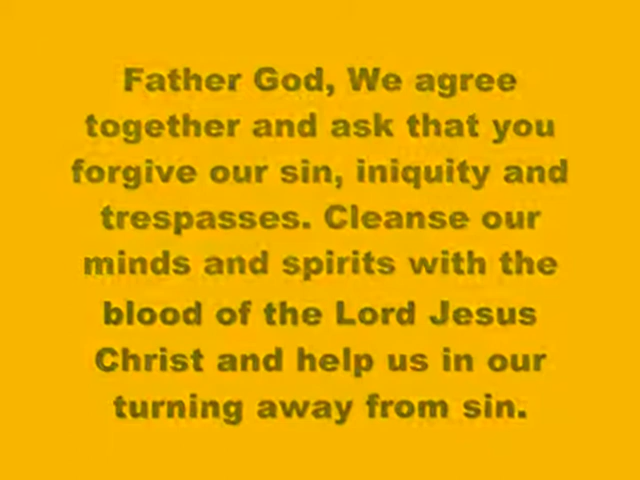 Father God, We agree
together and ask that you
forgive our sin, iniquity and
trespasses. Cleanse our
minds and spirits with the
blood of the Lord Jesus
Christ and help us in our
turning away from sin.